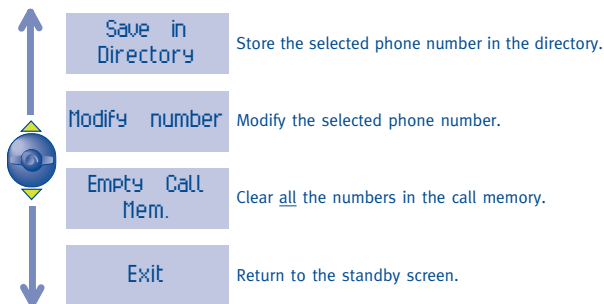 Save in
Directory
Store the selected phone number in the directory.
Modify number
Modify the selected phone number.
Empty Call
Mem.
Clear all the numbers in the call memory.
Exit
Return to the standby screen.